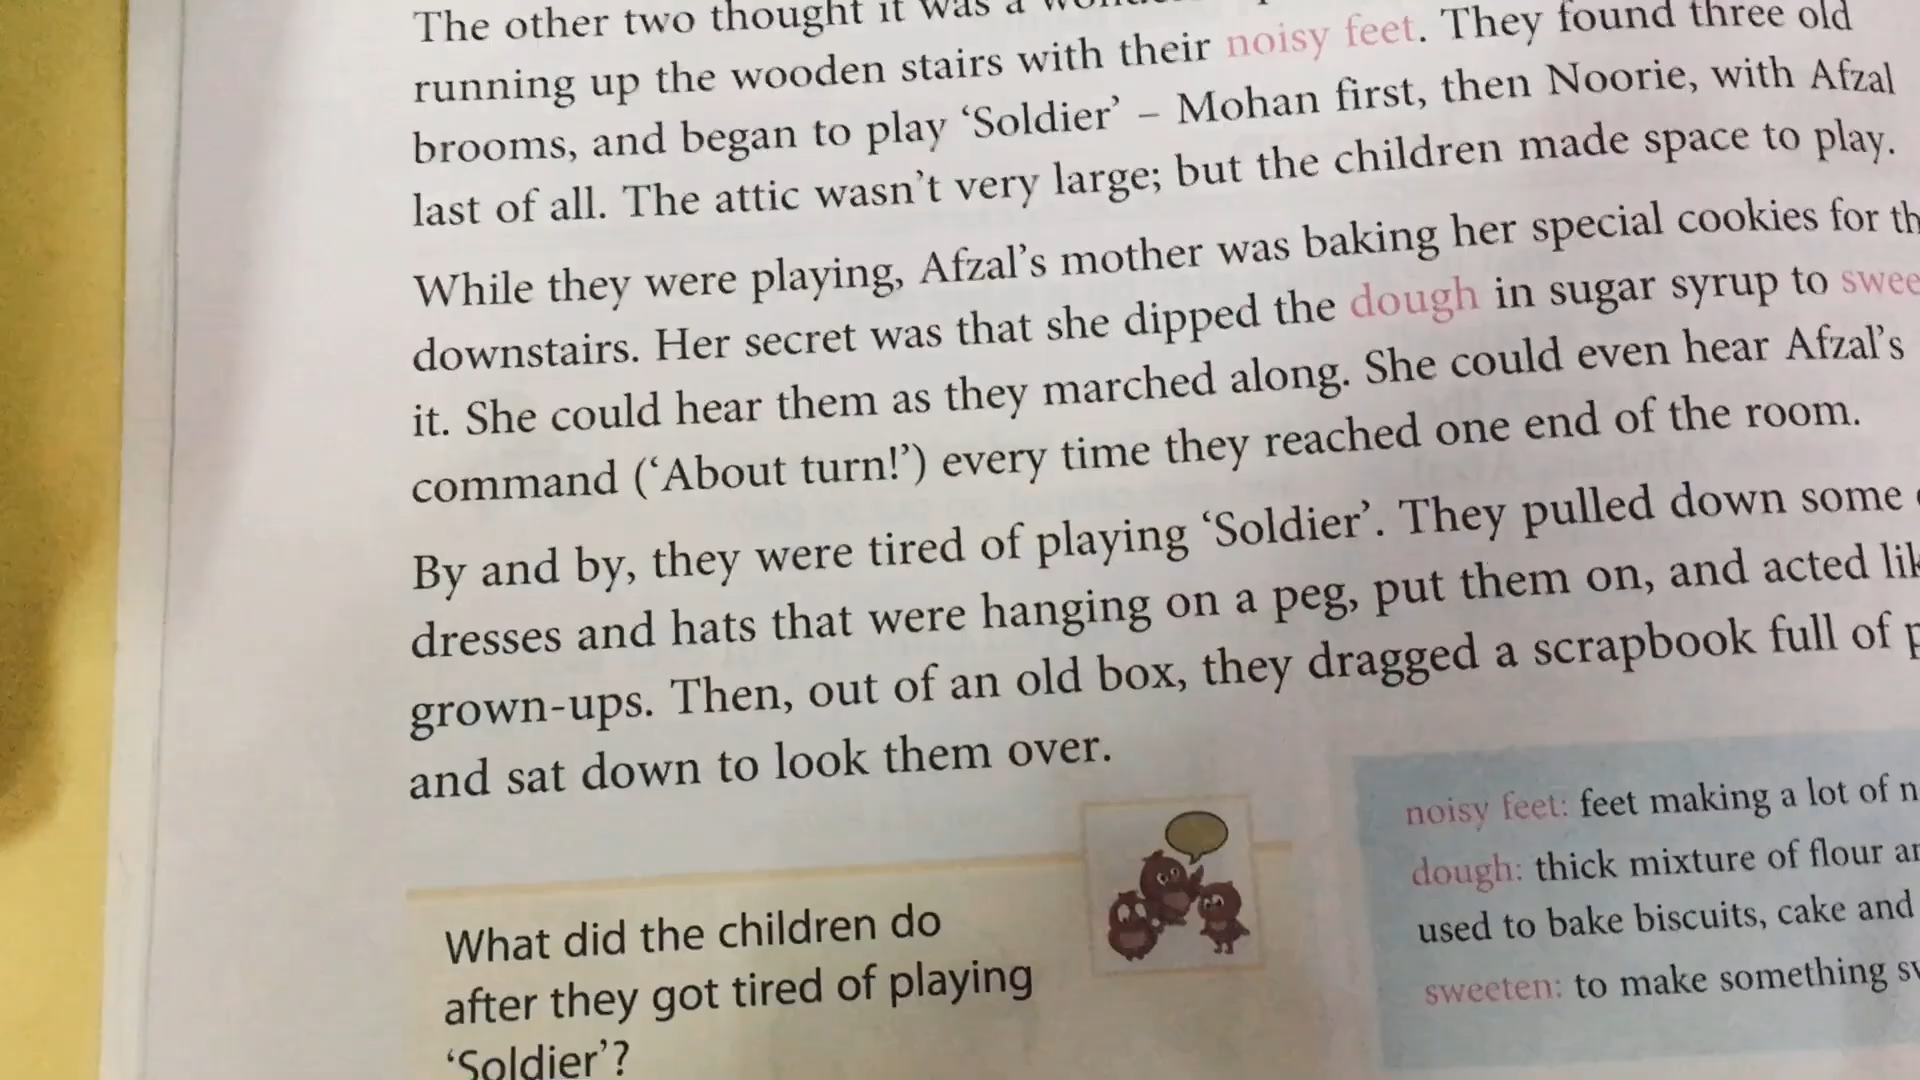 The other two thought it was a
running up the wooden stairs with their noisy feet. They found three old
brooms, and began to play ‘Soldier’ – Mohan first, then Noorie, with Afzal
last of all. The attic wasn’t very large; but the children made space to play.
While they were playing, Afzal’s mother was baking her special cookies for th
downstairs. Her secret was that she dipped the dough in sugar syrup to swee
it. She could hear them as they marched along. She could even hear Afzal’s
command (‘About turn!’) every time they reached one end of the room.
By and by, they were tired of playing ‘Soldier’. They pulled down some
dresses and hats that were hanging on a peg, put them on, and acted lik
grown-ups. Then, out of an old box, they dragged a scrapbook full of p
and sat down to look them over.
What did the children do
after they got tired of playing
‘Soldier’?
noisy feet: feet making a lot of n
dough: thick mixture of flour an
used to bake biscuits, cake and
sweeten: to make something sw